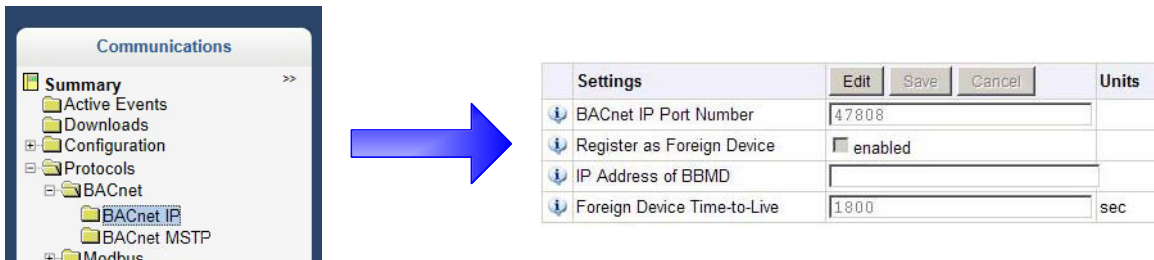 Communications
Summary >>
Active Events
Downloads
Configuration
Protocols
BACnet
BACnet IP
BACnet MSTP
Modbus
Settings Edit Save Cancel Units
BACnet IP Port Number 47808
Register as Foreign Device enabled
IP Address of BBMD
Foreign Device Time-to-Live 1800 sec